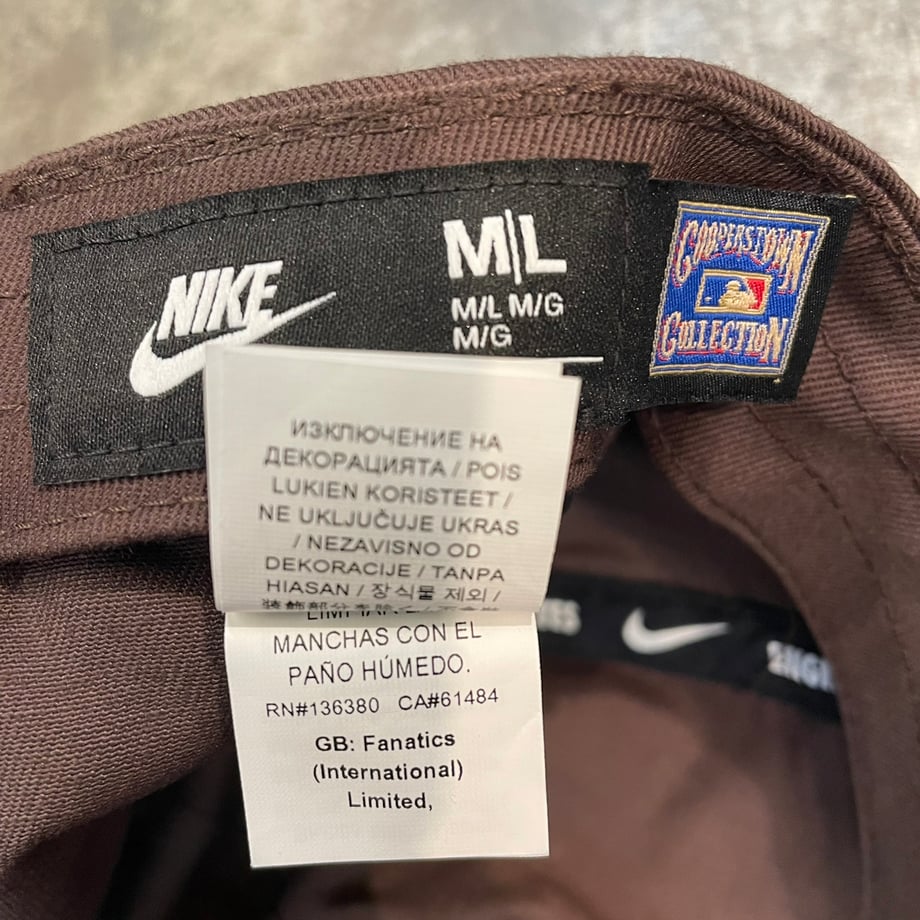 NIKE
M|L
M/L M/G
M/G
COOPERSTOWN
COLLECTION
ИЗКЛЮЧЕНИЕ НА
ДЕКОРАЦИЯТА / POIS
LUKIEN KORISTEET /
NE UKLJUČUJE UKRAS
/ NEZAVISNO OD
DEKORACIJE / TANPA
HIASAN / 장식물 제외 /
MANCHAS CON EL
PAÑO HÚMEDO.
RN#136380 CA#61484
GB: Fanatics
(International)
Limited,